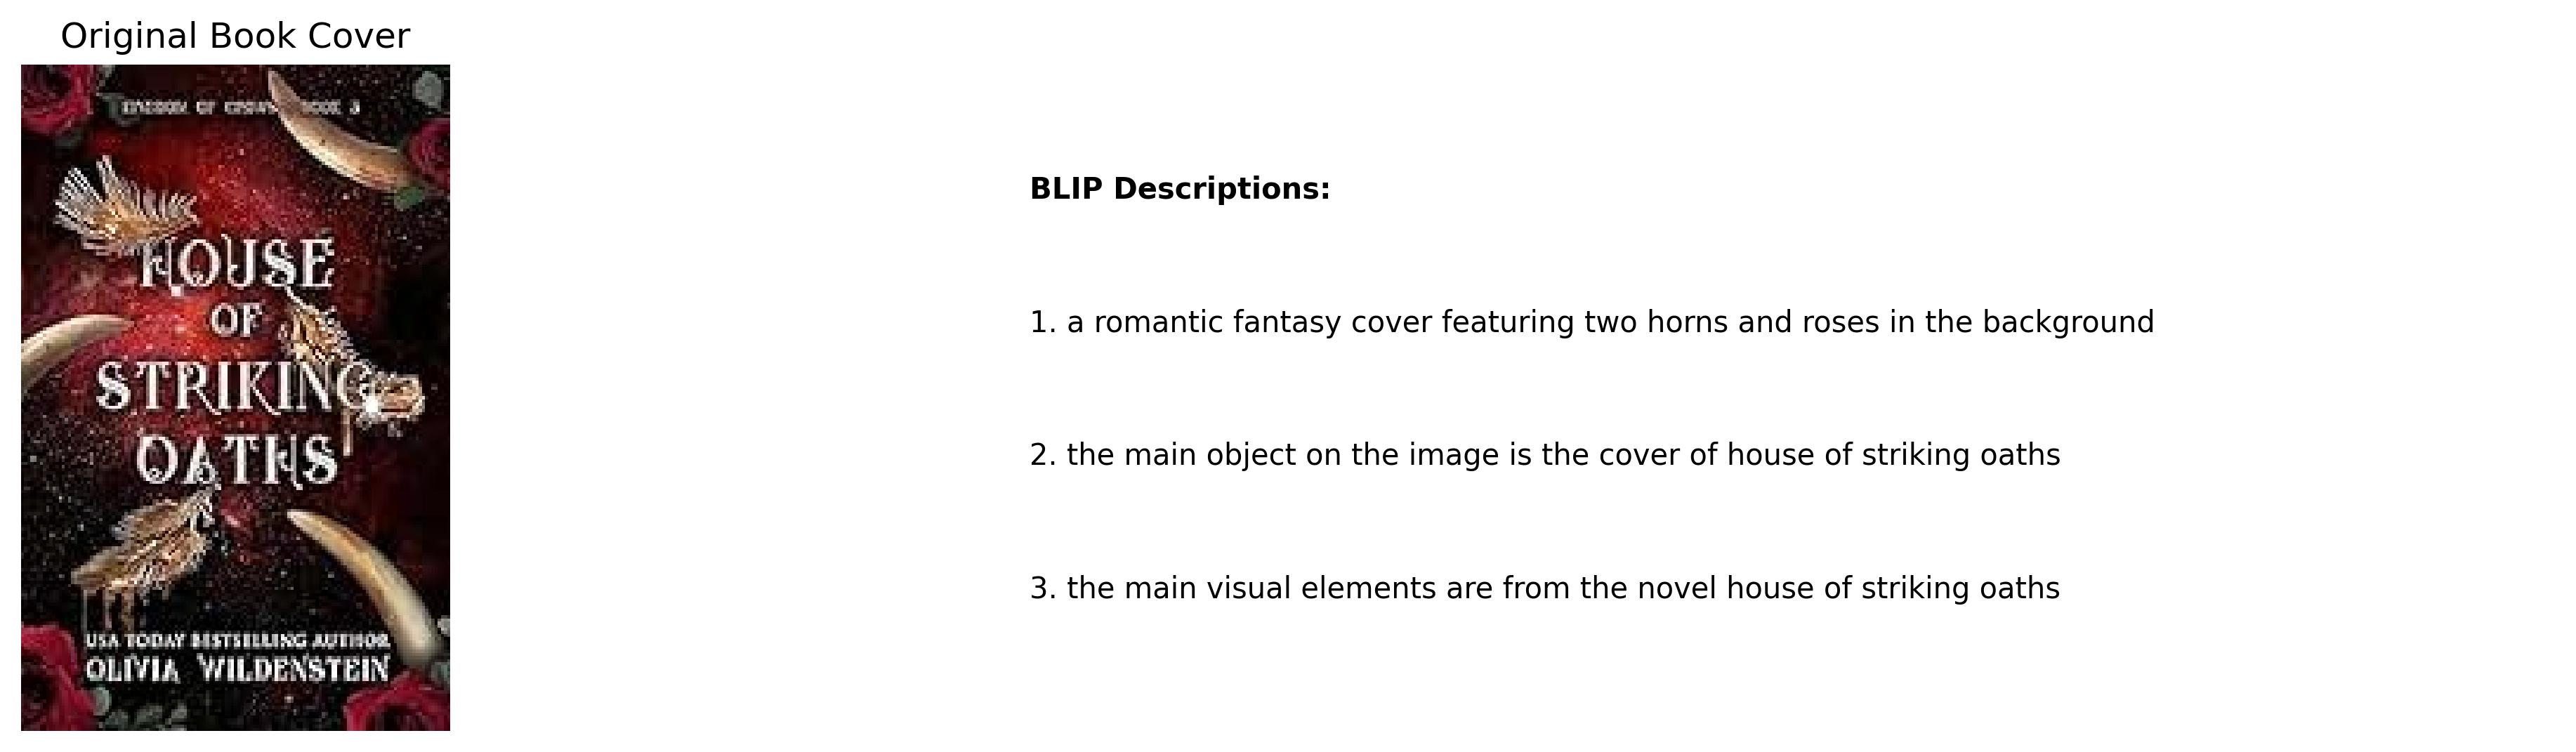 Original Book Cover
KINGDOM OF CROWS BOOK 3
HOUSE
OF
STRIKING
OATHS
USA TODAY BESTSELLING AUTHOR
OLIVIA WILDENSTEIN
BLIP Descriptions:
1. a romantic fantasy cover featuring two horns and roses in the background
2. the main object on the image is the cover of house of striking oaths
3. the main visual elements are from the novel house of striking oaths